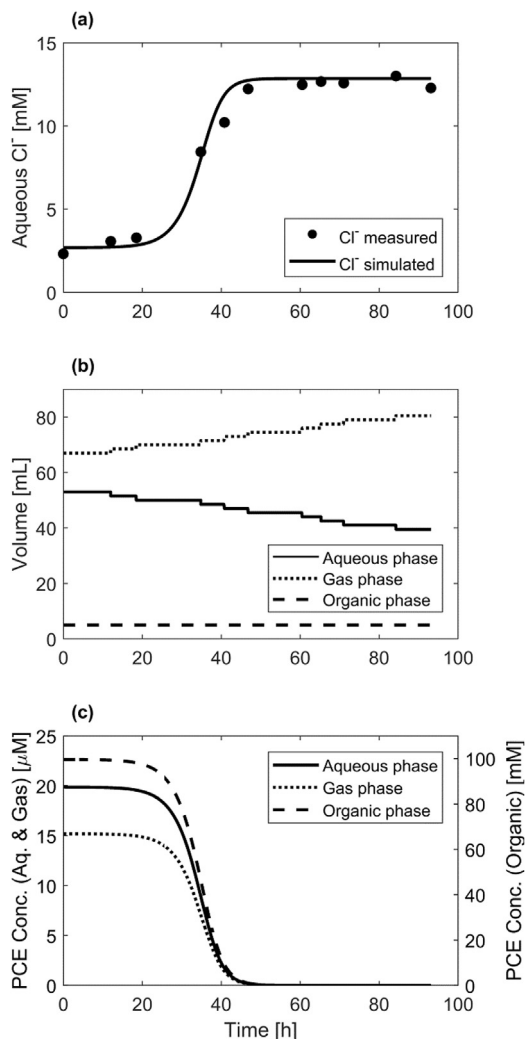 (a)
15
10
5
0
Aqueous Cl⁻ [mM]
Cl⁻ measured
Cl⁻ simulated
0 20 40 60 80 100
(b)
80
60
40
20
0
Volume [mL]
Aqueous phase
Gas phase
Organic phase
0 20 40 60 80 100
(c)
25
20
15
10
5
0
PCE Conc. (Aq. & Gas) [μM]
Aqueous phase
Gas phase
Organic phase
100
80
60
40
20
0
PCE Conc. (Organic) [mM]
0 20 40 60 80 100
Time [h]